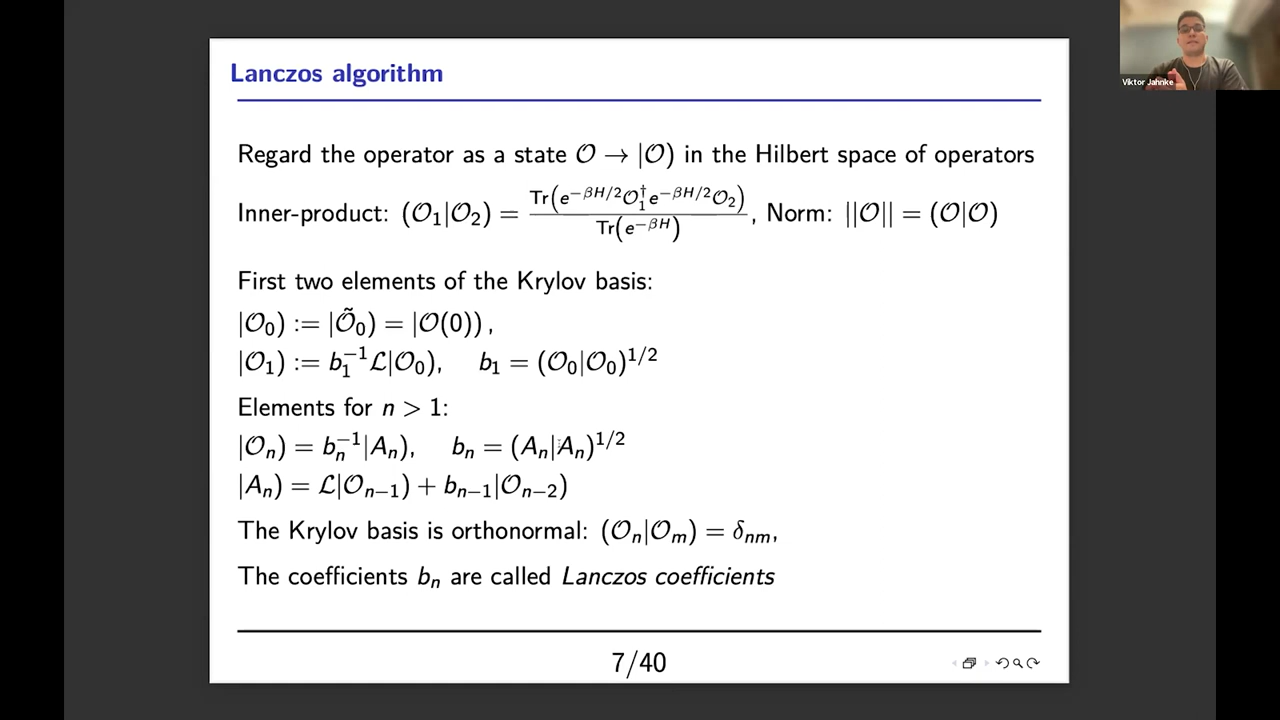 Viktor Jahnke
Lanczos algorithm
Regard the operator as a state 𝒪 → |𝒪) in the Hilbert space of operators
Inner-product: (𝒪₁|𝒪₂) = Tr(e^{−βH/2}𝒪₁^†e^{−βH/2}𝒪₂) / Tr(e^{−βH}), Norm: ||𝒪|| = (𝒪|𝒪)
First two elements of the Krylov basis:
|𝒪₀) := |𝒪̃₀) = |𝒪(0)),
|𝒪₁) := b₁^{−1}ℒ|𝒪₀), b₁ = (𝒪₀|𝒪₀)^{1/2}
Elements for n > 1:
|𝒪ₙ) = bₙ^{−1}|Aₙ), bₙ = (Aₙ|Aₙ)^{1/2}
|Aₙ) = ℒ|𝒪ₙ₋₁) + bₙ₋₁|𝒪ₙ₋₂)
The Krylov basis is orthonormal: (𝒪ₙ|𝒪ₘ) = δₙₘ,
The coefficients bₙ are called Lanczos coefficients
7/40